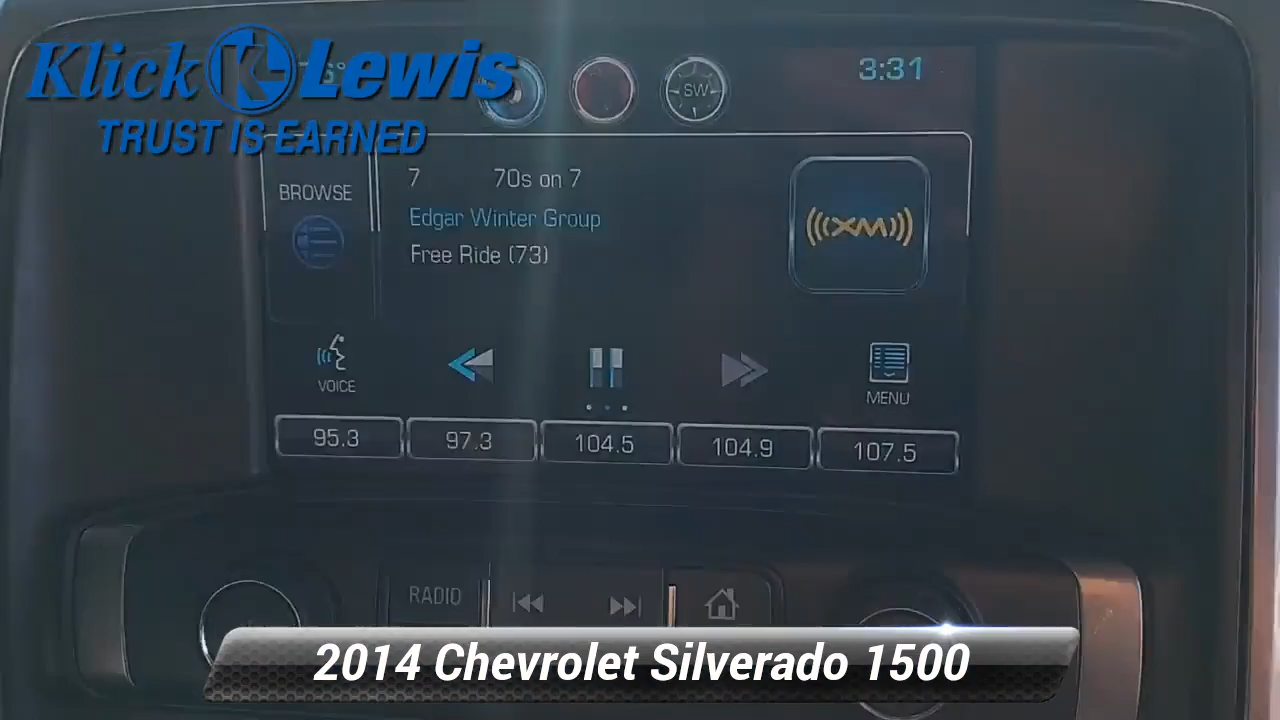 Klick K Lewis
TRUST IS EARNED
SW
3:31
BROWSE
7 70s on 7
Edgar Winter Group
Free Ride (73)
((XM))
VOICE
MENU
95.3 97.3 104.5 104.9 107.5
RADIO
2014 Chevrolet Silverado 1500